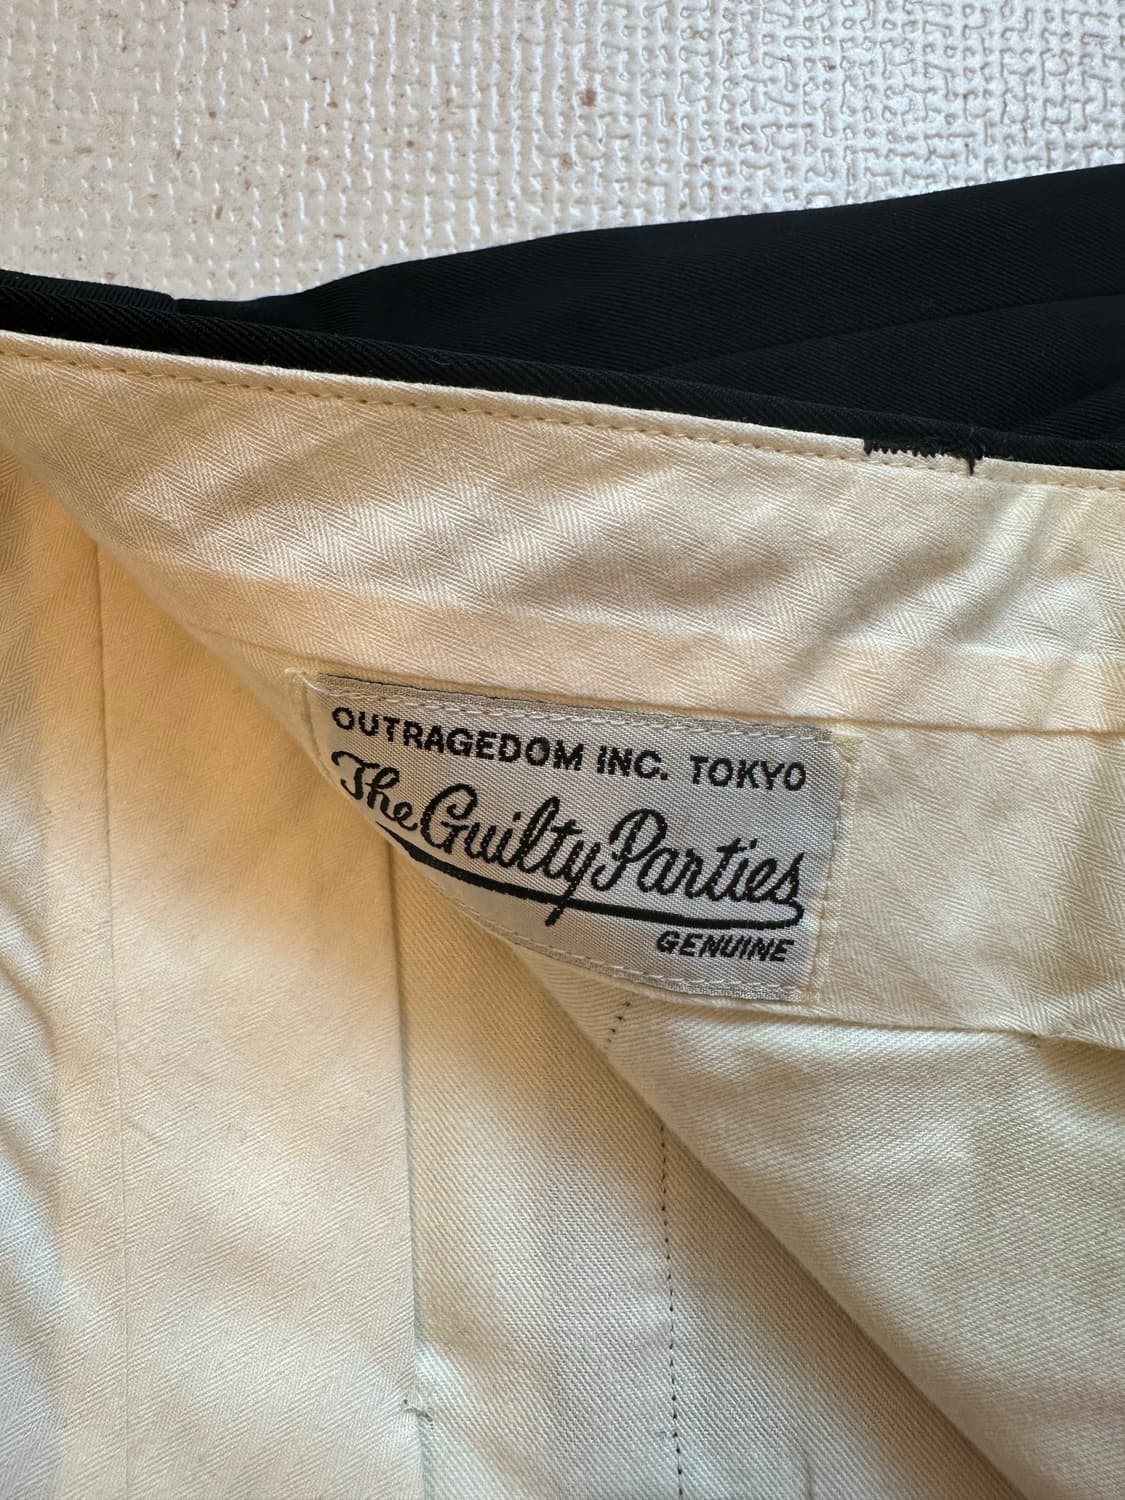 OUTRAGEDOM INC. TOKYO
The Guilty Parties
GENUINE